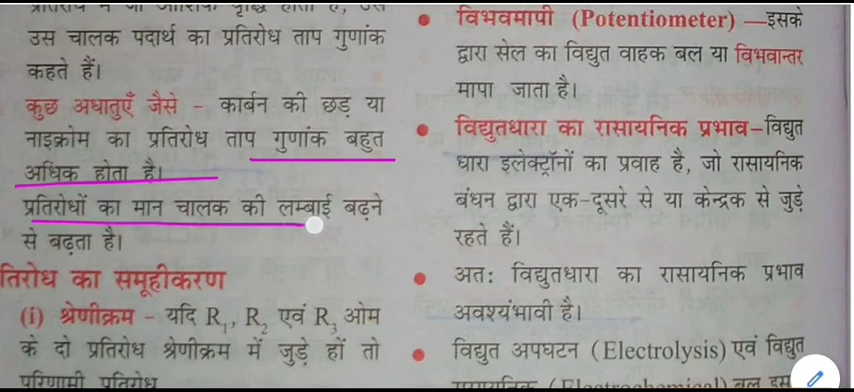 उस चालक पदार्थ का प्रतिरोध ताप गुणांक
कहते हैं।
कुछ अधातुएँ जैसे - कार्बन की छड़ या
नाइक्रोम का प्रतिरोध ताप गुणांक बहुत
अधिक होता है।
प्रतिरोधों का मान चालक की लम्बाई बढ़ने
से बढ़ता है।
तिरोध का समूहीकरण
(i) श्रेणीक्रम - यदि R₁, R₂ एवं R₃ ओम
के दो प्रतिरोध श्रेणीक्रम में जुड़े हों तो
परिणामी प्रतिरोध
• विभवमापी (Potentiometer) —इसके
द्वारा सेल का विद्युत वाहक बल या विभवान्तर
मापा जाता है।
• विद्युतधारा का रासायनिक प्रभाव–विद्युत
धारा इलेक्ट्रॉनों का प्रवाह है, जो रासायनिक
बंधन द्वारा एक-दूसरे से या केन्द्रक से जुड़े
रहते हैं।
• अतः विद्युतधारा का रासायनिक प्रभाव
अवश्यंभावी है।
• विद्युत अपघटन (Electrolysis) एवं विद्युत